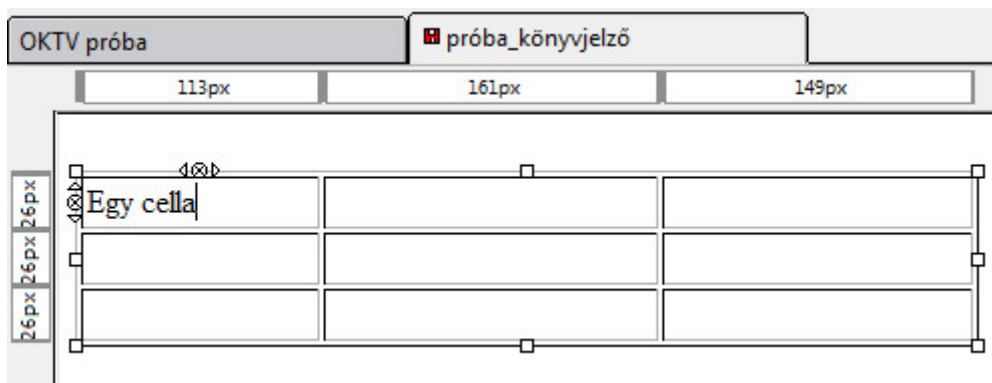 OKTV próba próba_könyvjelző
113px 161px 149px
26px Egy cella
26px
26px